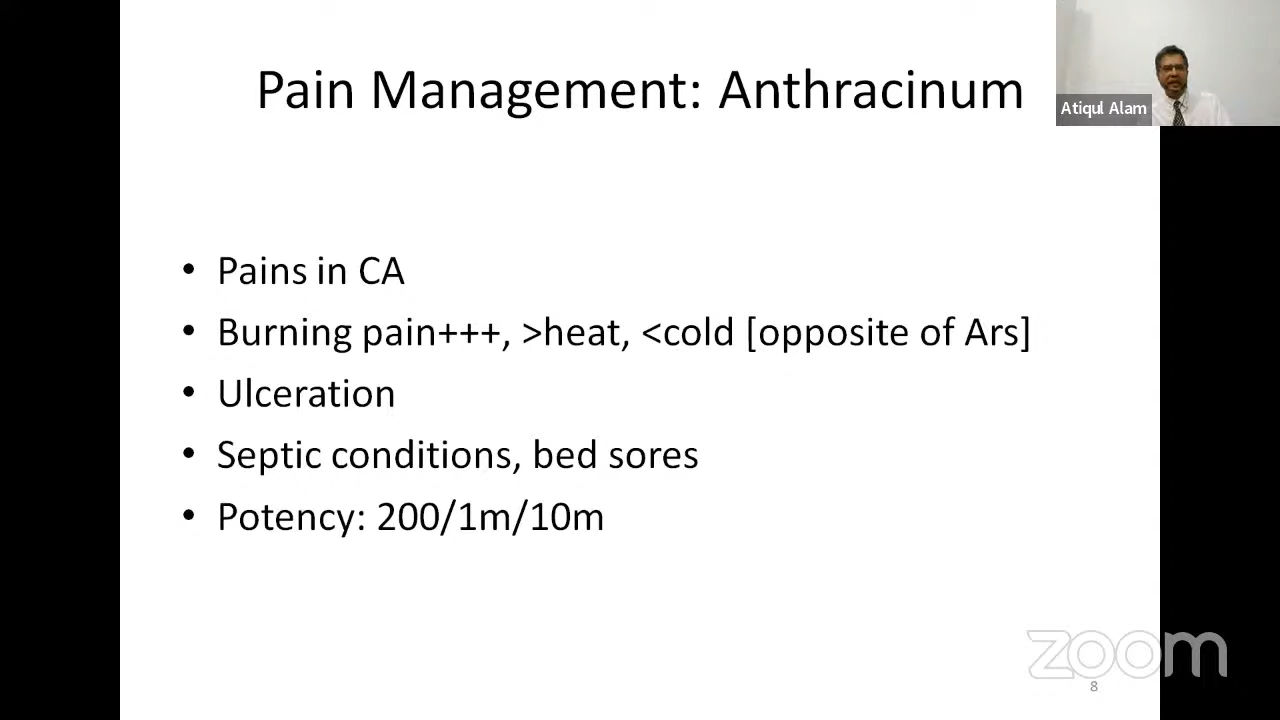 Pain Management: Anthracinum
Atiqul Alam
• Pains in CA
• Burning pain+++, >heat, <cold [opposite of Ars]
• Ulceration
• Septic conditions, bed sores
• Potency: 200/1m/10m
zoom
8